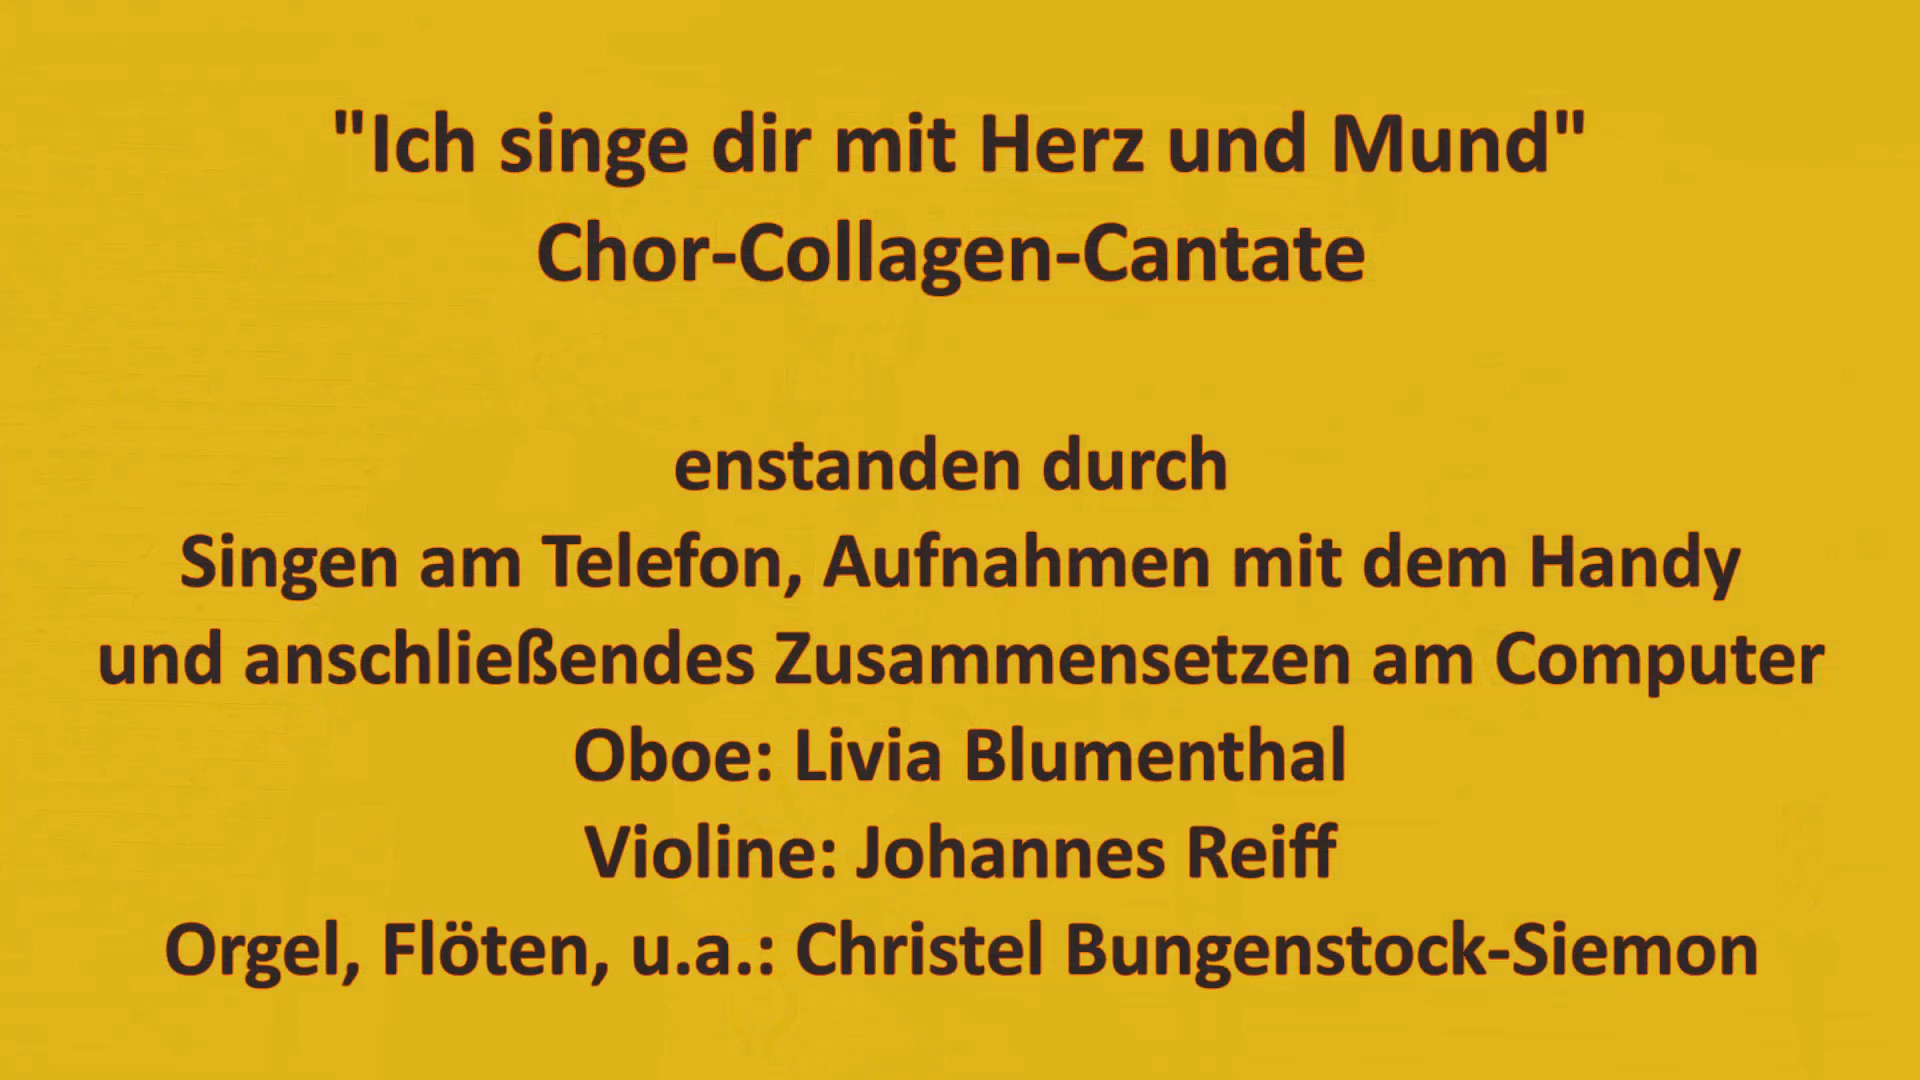 "Ich singe dir mit Herz und Mund"
Chor-Collagen-Cantate
enstanden durch
Singen am Telefon, Aufnahmen mit dem Handy
und anschließendes Zusammensetzen am Computer
Oboe: Livia Blumenthal
Violine: Johannes Reiff
Orgel, Flöten, u.a.: Christel Bungenstock-Siemon